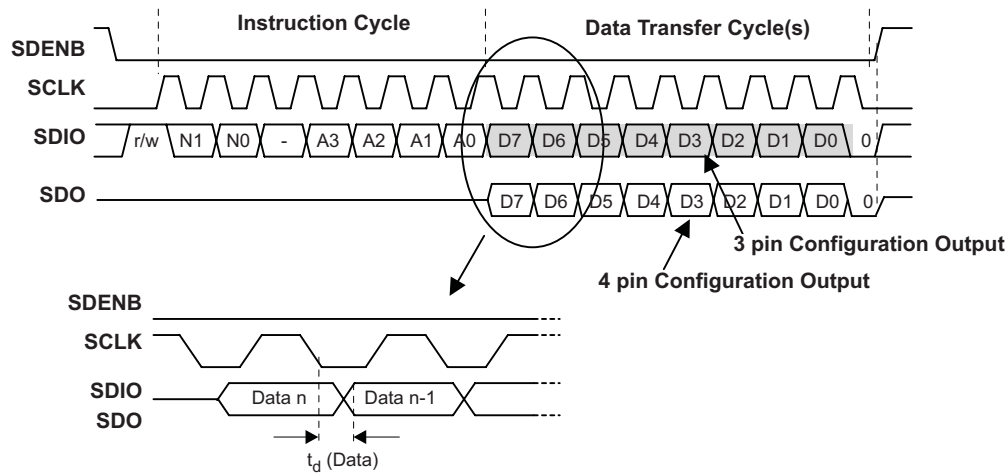 Instruction Cycle Data Transfer Cycle(s)
SDENB
SCLK
SDIO r/w N1 N0 - A3 A2 A1 A0 D7 D6 D5 D4 D3 D2 D1 D0 0
SDO D7 D6 D5 D4 D3 D2 D1 D0 0
3 pin Configuration Output
4 pin Configuration Output
SDENB
SCLK
SDIO
SDO
Data n Data n-1
td (Data)